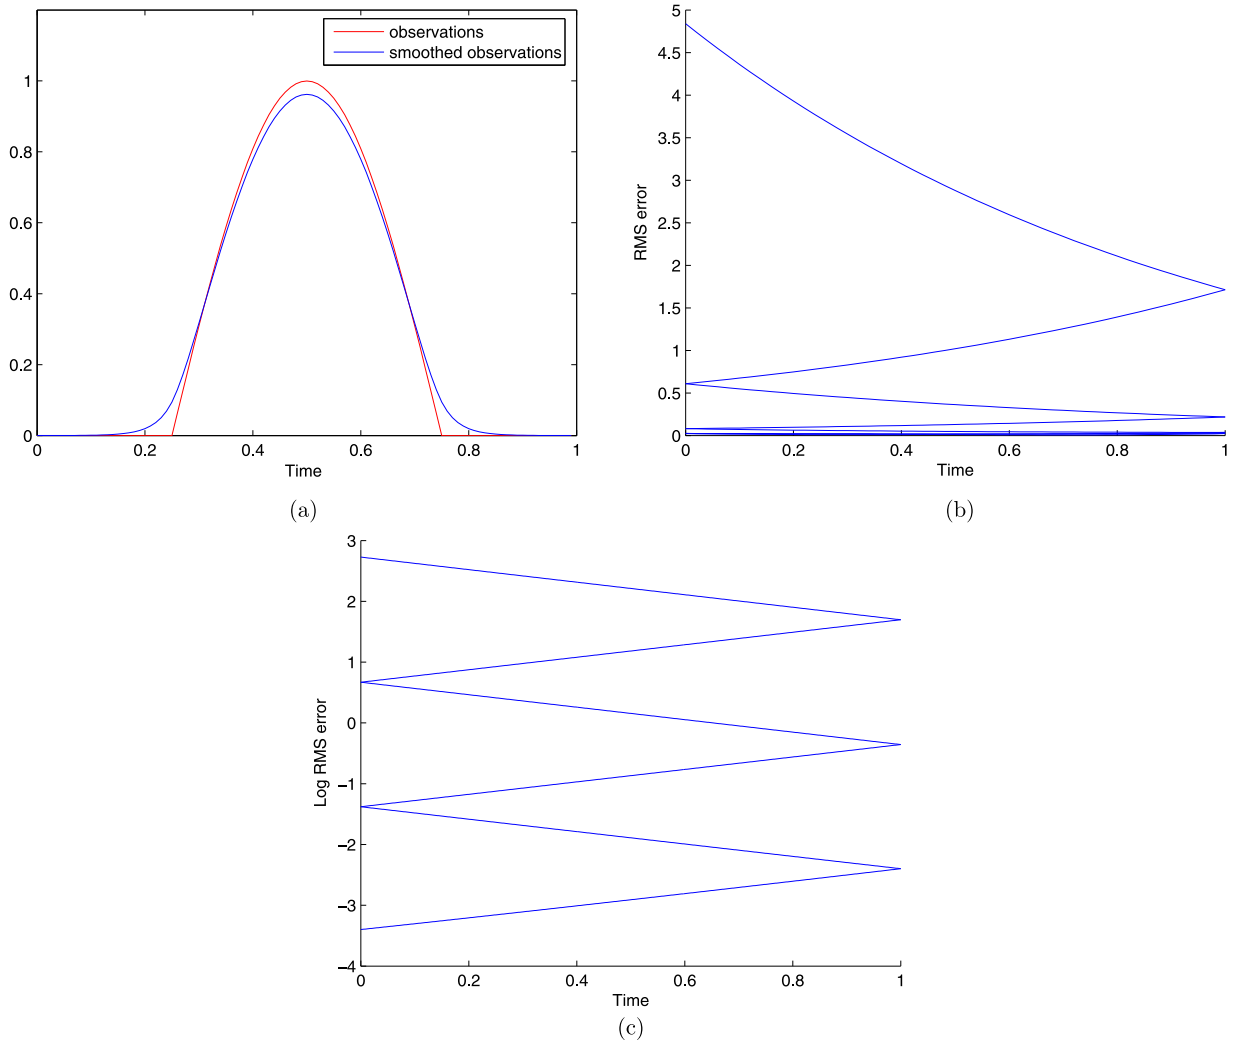 observations
smoothed observations
1
0.8
0.6
0.4
0.2
0
0 0.2 0.4 0.6 0.8 1
Time
(a)
5
4.5
4
3.5
3
2.5
2
1.5
1
0.5
0
RMS error
0 0.2 0.4 0.6 0.8 1
Time
(b)
3
2
1
0
−1
−2
−3
−4
Log RMS error
0 0.2 0.4 0.6 0.8 1
Time
(c)